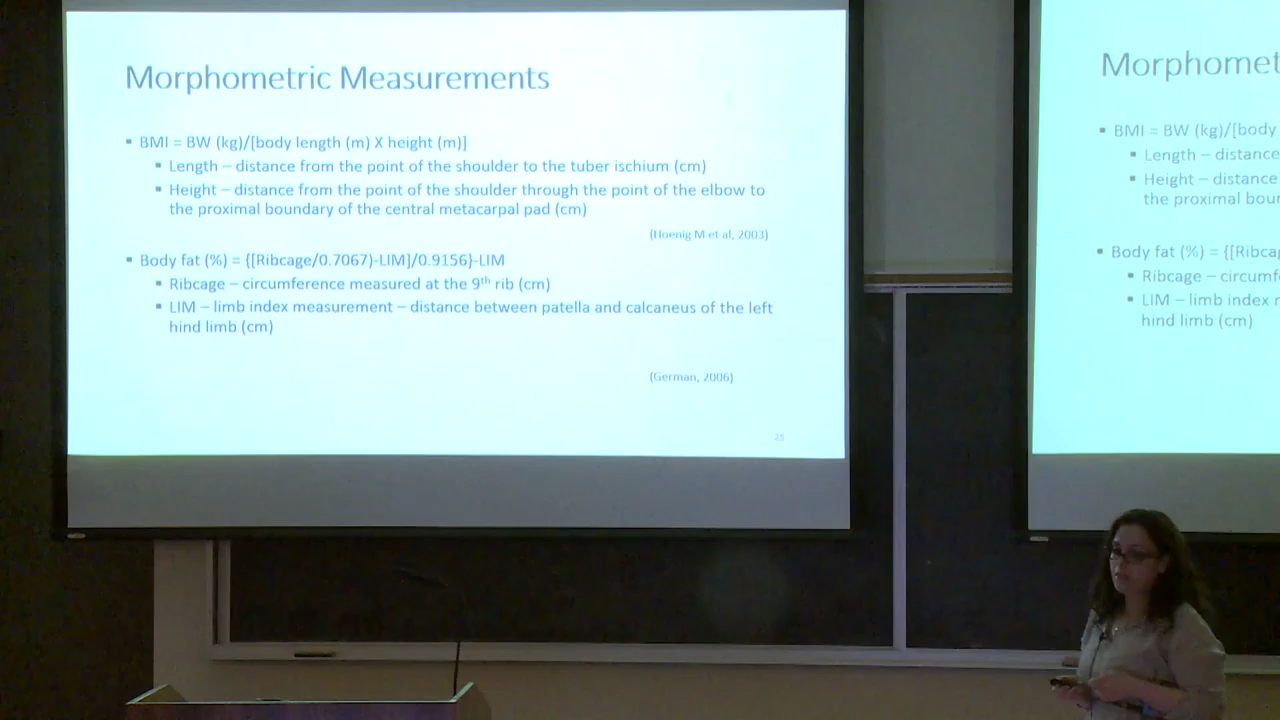 Morphometric Measurements
▪ BMI = BW (kg)/[body length (m) X height (m)]
▪ Length – distance from the point of the shoulder to the tuber ischium (cm)
▪ Height – distance from the point of the shoulder through the point of the elbow to
the proximal boundary of the central metacarpal pad (cm)
(Hoenig M et al, 2003)
▪ Body fat (%) = {[Ribcage/0.7067)-LIM]/0.9156}-LIM
▪ Ribcage – circumference measured at the 9th rib (cm)
▪ LIM – limb index measurement – distance between patella and calcaneus of the left
hind limb (cm)
(German, 2006)
25
Morphomet
▪ BMI = BW (kg)/[body
▪ Length – distance
▪ Height – distance
the proximal boun
▪ Body fat (%) = {[Ribcag
▪ Ribcage – circumf
▪ LIM – limb index
hind limb (cm)